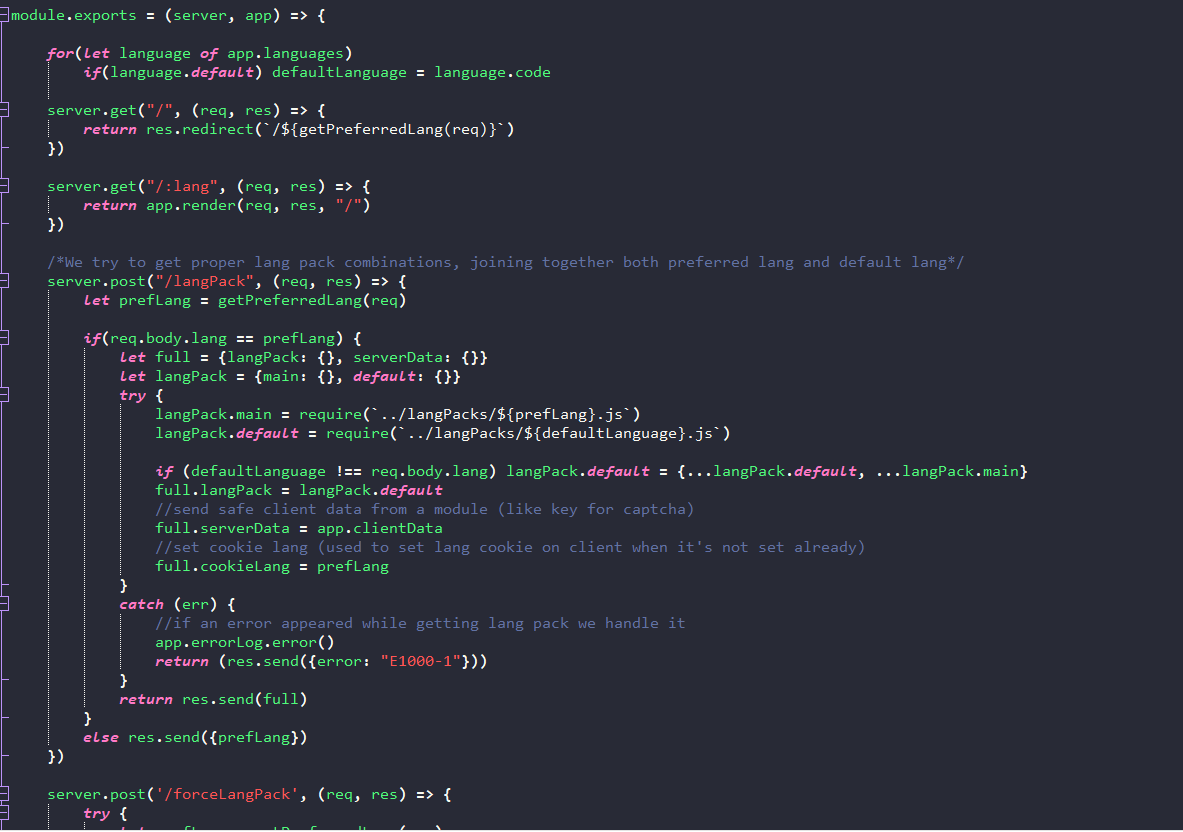 module.exports = (server, app) => {
for(let language of app.languages)
if(language.default) defaultLanguage = language.code
server.get("/", (req, res) => {
return res.redirect(`/${getPreferredLang(req)}`)
})
server.get("/:lang", (req, res) => {
return app.render(req, res, "/")
})
/*We try to get proper lang pack combinations, joining together both preferred lang and default lang*/
server.post("/langPack", (req, res) => {
let prefLang = getPreferredLang(req)
if(req.body.lang == prefLang) {
let full = {langPack: {}, serverData: {}}
let langPack = {main: {}, default: {}}
try {
langPack.main = require(`../langPacks/${prefLang}.js`)
langPack.default = require(`../langPacks/${defaultLanguage}.js`)
if (defaultLanguage !== req.body.lang) langPack.default = {...langPack.default, ...langPack.main}
full.langPack = langPack.default
//send safe client data from a module (like key for captcha)
full.serverData = app.clientData
//set cookie lang (used to set lang cookie on client when it's not set already)
full.cookieLang = prefLang
}
catch (err) {
//if an error appeared while getting lang pack we handle it
app.errorLog.error()
return (res.send({error: "E1000-1"}))
}
return res.send(full)
}
else res.send({prefLang})
})
server.post('/forceLangPack', (req, res) => {
try {